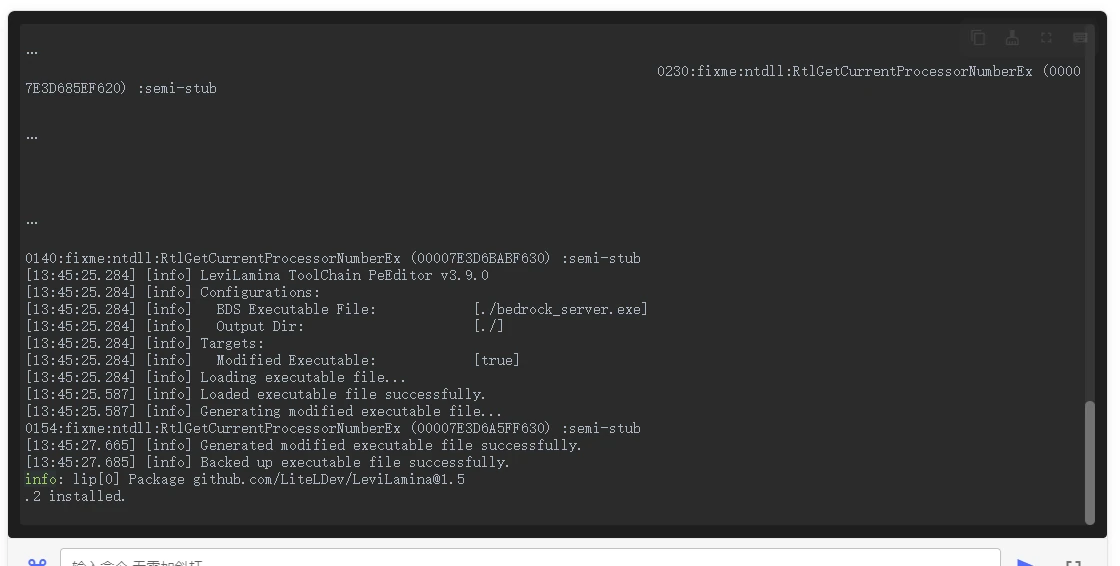 ...
0230:fixme:ntdll:RtlGetCurrentProcessorNumberEx (0000
7E3D685EF620) :semi-stub
...
...
0140:fixme:ntdll:RtlGetCurrentProcessorNumberEx (00007E3D6BABF630) :semi-stub
[13:45:25.284] [info] LeviLamina ToolChain PeEditor v3.9.0
[13:45:25.284] [info] Configurations:
[13:45:25.284] [info]   BDS Executable File:            [./bedrock_server.exe]
[13:45:25.284] [info]   Output Dir:                     [./]
[13:45:25.284] [info] Targets:
[13:45:25.284] [info]   Modified Executable:            [true]
[13:45:25.284] [info] Loading executable file...
[13:45:25.587] [info] Loaded executable file successfully.
[13:45:25.587] [info] Generating modified executable file...
0154:fixme:ntdll:RtlGetCurrentProcessorNumberEx (00007E3D6A5FF630) :semi-stub
[13:45:27.665] [info] Generated modified executable file successfully.
[13:45:27.685] [info] Backed up executable file successfully.
info: lip[0] Package github.com/LiteLDev/LeviLamina@1.5
.2 installed.